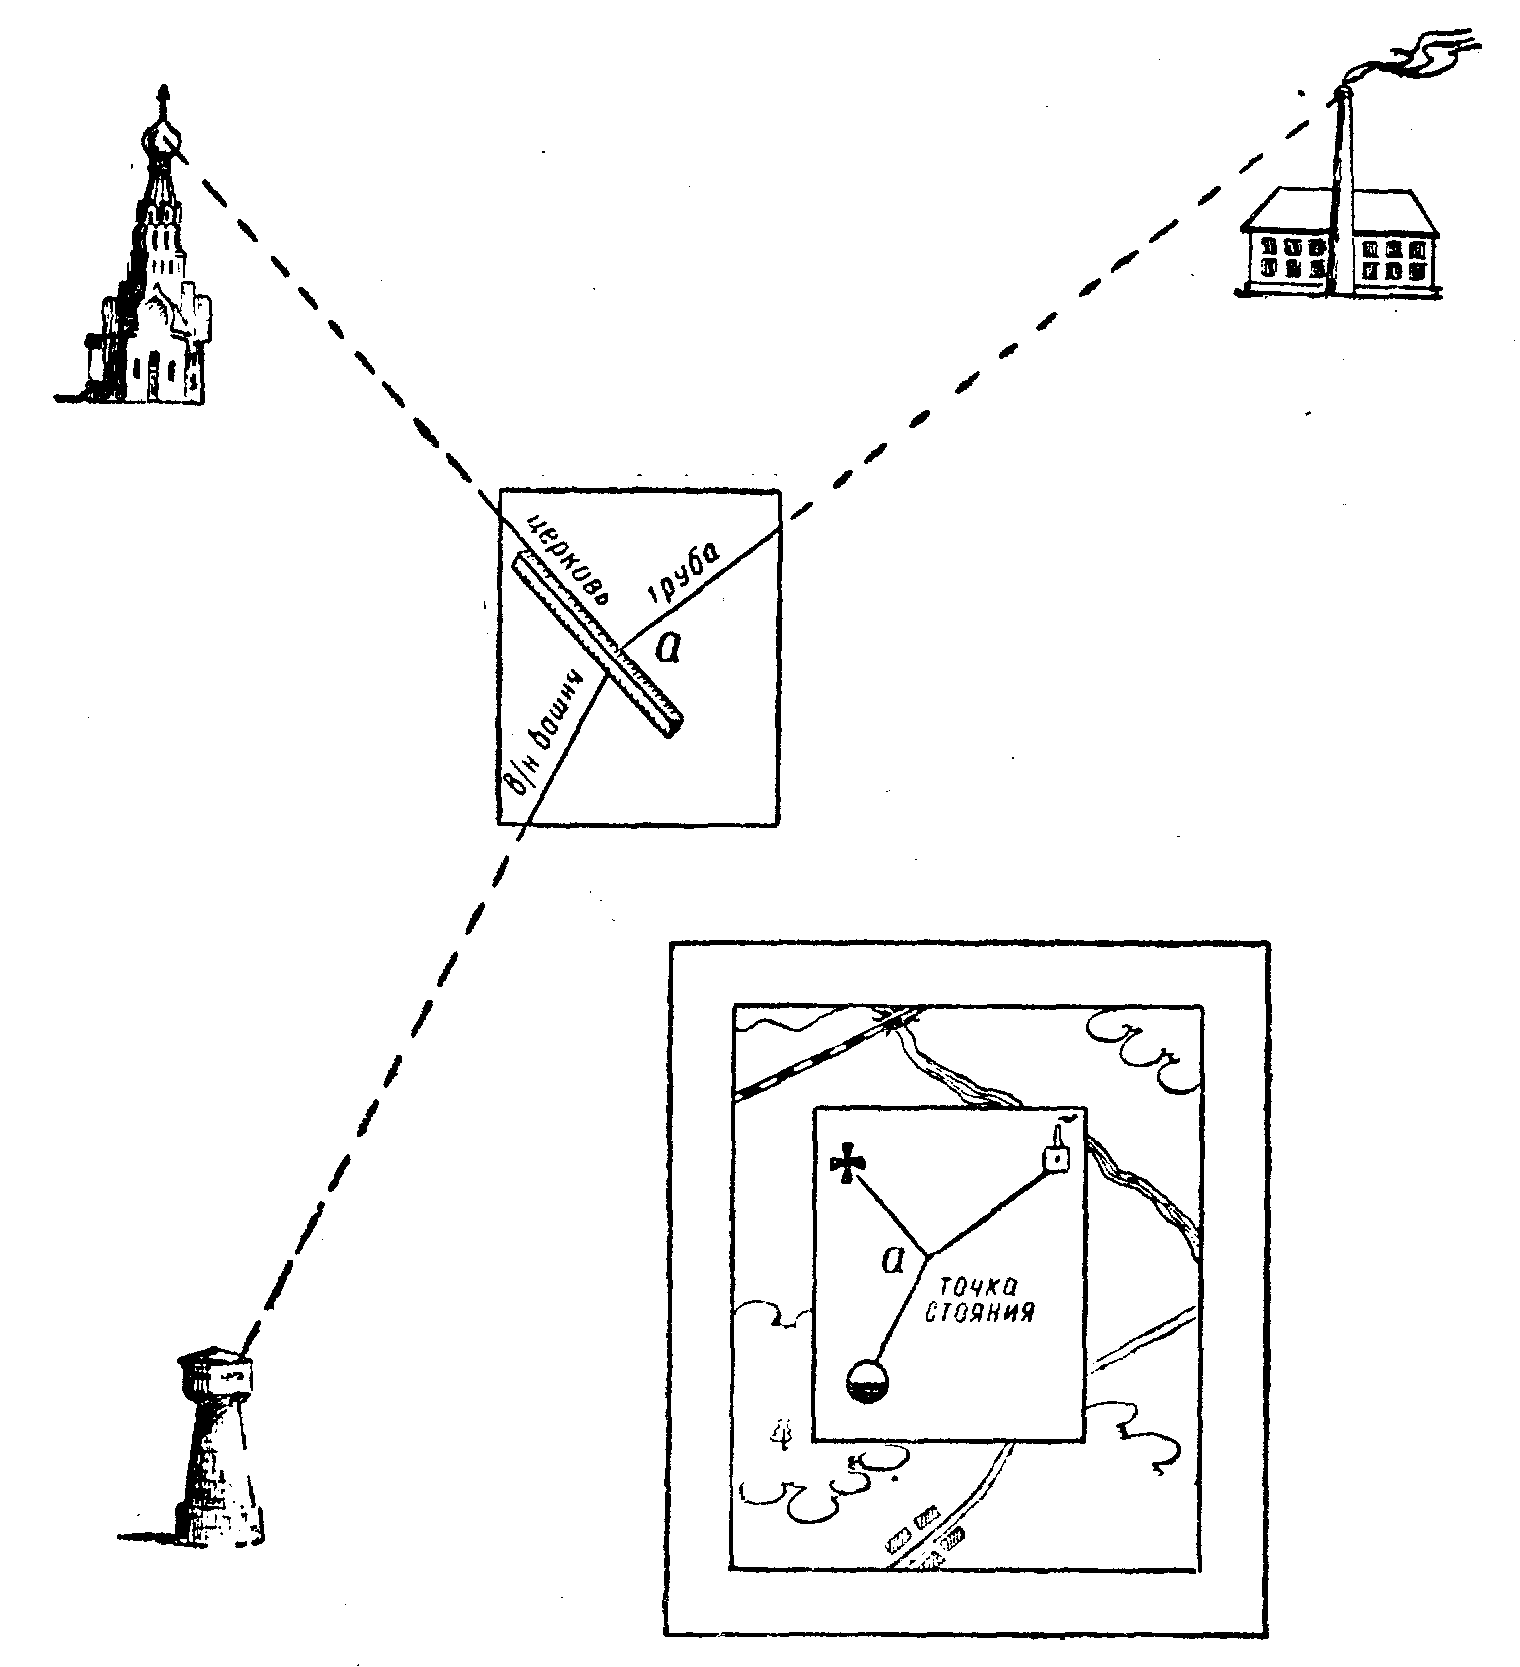 церковь
труба
а
в/н башня
а
точка
стояния